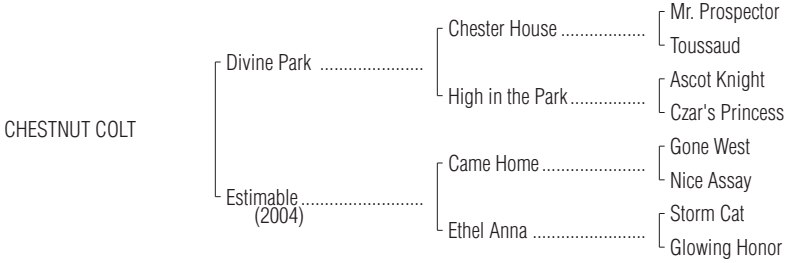 Mr. Prospector
Chester House ..................
Toussaud
Divine Park ......................
Ascot Knight
High in the Park................
Czar's Princess
CHESTNUT COLT
Gone West
Came Home......................
Nice Assay
Estimable..........................
(2004)
Storm Cat
Ethel Anna ........................
Glowing Honor